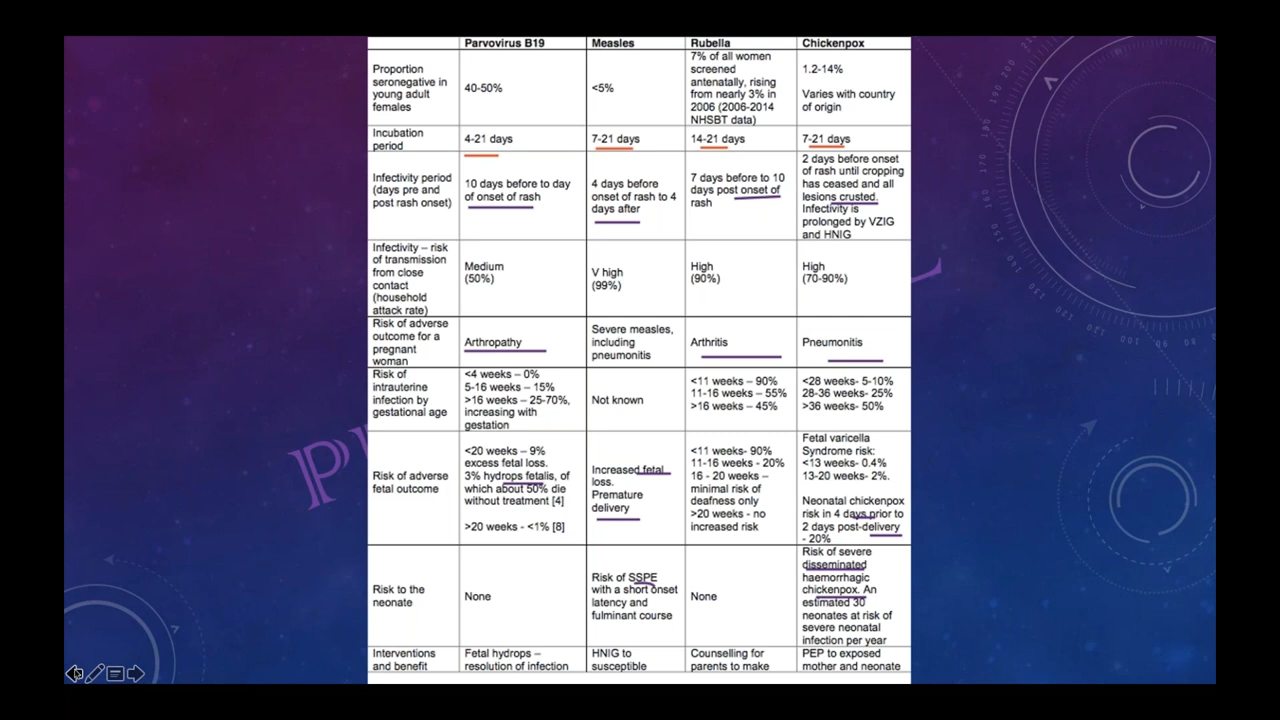 Parvovirus B19 Measles Rubella Chickenpox
Proportion
seronegative in
young adult
females
40-50%
<5%
7% of all women
screened
antenatally, rising
from nearly 3% in
2006 (2006-2014
NHSBT data)
1.2-14%
Varies with country
of origin
Incubation
period
4-21 days
7-21 days
14-21 days
7-21 days
Infectivity period
(days pre and
post rash onset)
10 days before to day
of onset of rash
4 days before
onset of rash to 4
days after
7 days before to 10
days post onset of
rash
2 days before onset
of rash until cropping
has ceased and all
lesions crusted.
Infectivity is
prolonged by VZIG
and HNIG
Infectivity – risk
of transmission
from close
contact
(household
attack rate)
Medium
(50%)
V high
(99%)
High
(90%)
High
(70-90%)
Risk of adverse
outcome for a
pregnant
woman
Arthropathy
Severe measles,
including
pneumonitis
Arthritis
Pneumonitis
Risk of
intrauterine
infection by
gestational age
<4 weeks – 0%
5-16 weeks – 15%
>16 weeks – 25-70%,
increasing with
gestation
Not known
<11 weeks – 90%
11-16 weeks – 55%
>16 weeks – 45%
<28 weeks- 5-10%
28-36 weeks- 25%
>36 weeks- 50%
Risk of adverse
fetal outcome
<20 weeks – 9%
excess fetal loss.
3% hydrops fetalis, of
which about 50% die
without treatment [4]
>20 weeks - <1% [8]
Increased fetal
loss.
Premature
delivery
<11 weeks- 90%
11-16 weeks - 20%
16 - 20 weeks –
minimal risk of
deafness only
>20 weeks - no
increased risk
Fetal varicella
Syndrome risk:
<13 weeks- 0.4%
13-20 weeks- 2%.
Neonatal chickenpox
risk in 4 days prior to
2 days post-delivery
- 20%
Risk to the
neonate
None
Risk of SSPE
with a short onset
latency and
fulminant course
None
Risk of severe
disseminated
haemorrhagic
chickenpox. An
estimated 30
neonates at risk of
severe neonatal
infection per year
Interventions
and benefit
Fetal hydrops –
resolution of infection
HNIG to
susceptible
Counselling for
parents to make
PEP to exposed
mother and neonate